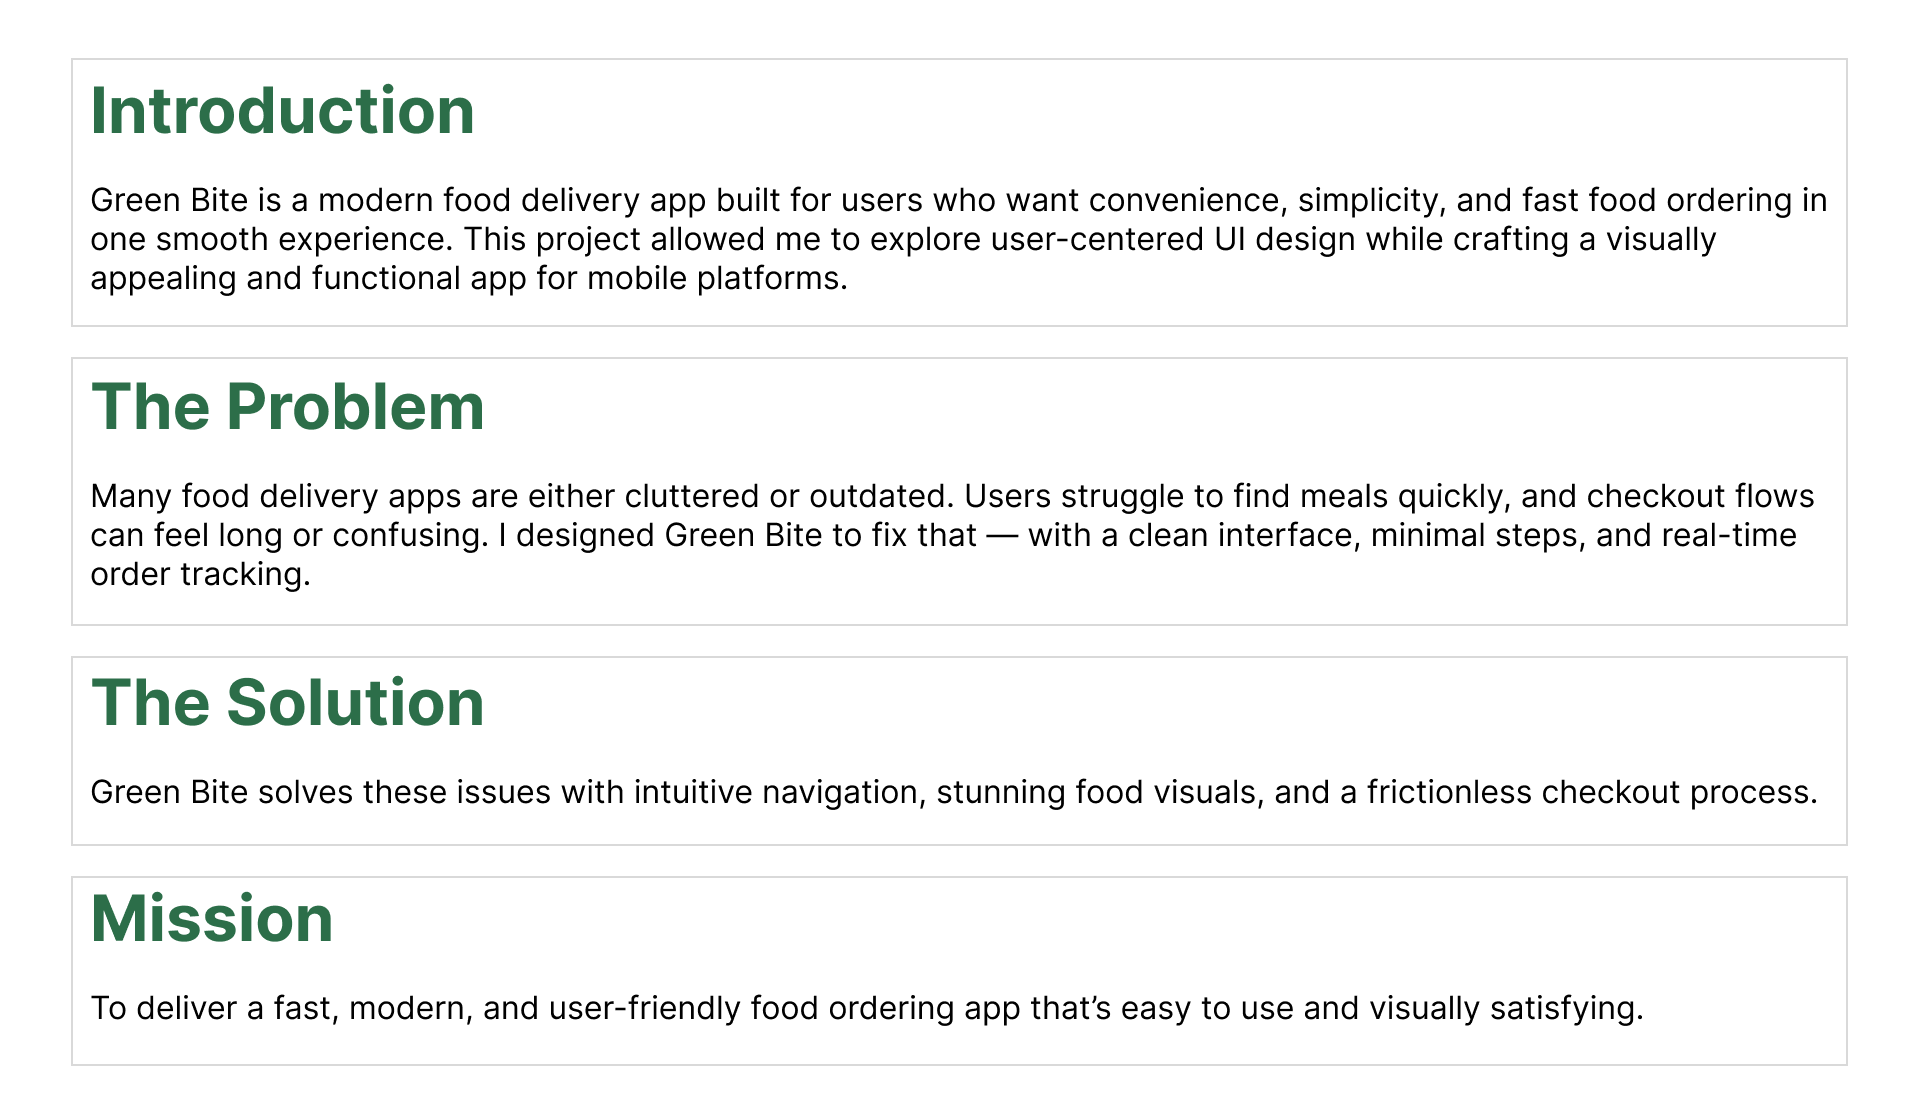 Introduction
Green Bite is a modern food delivery app built for users who want convenience, simplicity, and fast food ordering in
one smooth experience. This project allowed me to explore user-centered UI design while crafting a visually
appealing and functional app for mobile platforms.
The Problem
Many food delivery apps are either cluttered or outdated. Users struggle to find meals quickly, and checkout flows
can feel long or confusing. I designed Green Bite to fix that — with a clean interface, minimal steps, and real-time
order tracking.
The Solution
Green Bite solves these issues with intuitive navigation, stunning food visuals, and a frictionless checkout process.
Mission
To deliver a fast, modern, and user-friendly food ordering app that’s easy to use and visually satisfying.